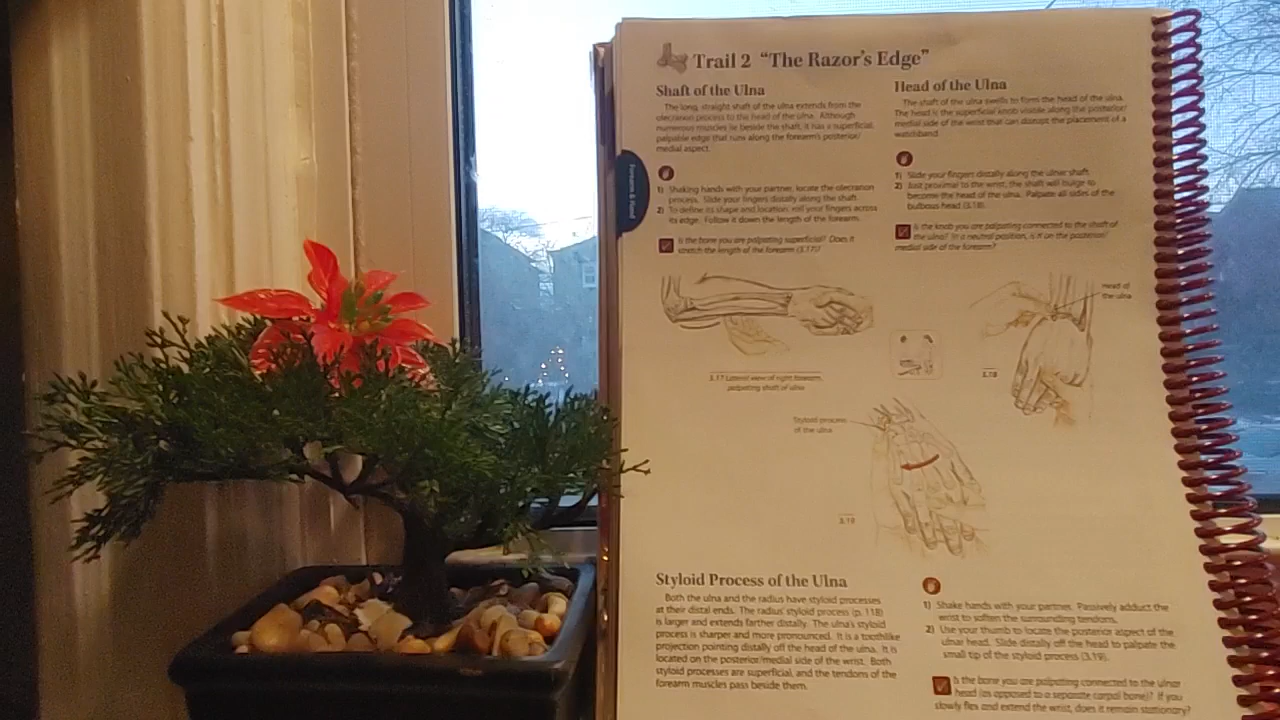 Trail 2 "The Razor's Edge"
Shaft of the Ulna
The long, straight shaft of the ulna extends from the
olecranon process to the head of the ulna. Although
numerous muscles lie beside the shaft, it has a superficial,
palpable edge that runs along the forearm's posterior/
medial aspect.
1) Shaking hands with your partner, locate the olecranon
process. Slide your fingers distally along the shaft.
2) To define its shape and location, roll your fingers across
its edge. Follow it down the length of the forearm.
Is the bone you are palpating superficial? Does it
stretch the length of the forearm (3.17)?
Head of the Ulna
The shaft of the ulna swells to form the head of the ulna.
The head is the superficial knob visible along the posterior/
medial side of the wrist that can disrupt the placement of a
watchband.
1) Slide your fingers distally along the ulnar shaft.
2) Just proximal to the wrist, the shaft will bulge to
become the head of the ulna. Palpate all sides of the
bulbous head (3.18).
Is the knob you are palpating connected to the shaft of
the ulna? In a neutral position, is it on the posterior/
medial side of the forearm?
Forearm & Hand
3.17 Lateral view of right forearm,
palpating shaft of ulna
Head of
the ulna
3.18
Styloid process
of the ulna
3.19
Styloid Process of the Ulna
Both the ulna and the radius have styloid processes
at their distal ends. The radius' styloid process (p. 118)
is larger and extends farther distally. The ulna's styloid
process is sharper and more pronounced. It is a toothlike
projection pointing distally off the head of the ulna. It is
located on the posterior/medial side of the wrist. Both
styloid processes are superficial, and the tendons of the
forearm muscles pass beside them.
1) Shake hands with your partner. Passively adduct the
wrist to soften the surrounding tendons.
2) Use your thumb to locate the posterior aspect of the
ulnar head. Slide distally off the head to palpate the
small tip of the styloid process (3.19).
Is the bone you are palpating connected to the ulnar
head (as opposed to a separate carpal bone)? If you
slowly flex and extend the wrist, does it remain stationary?